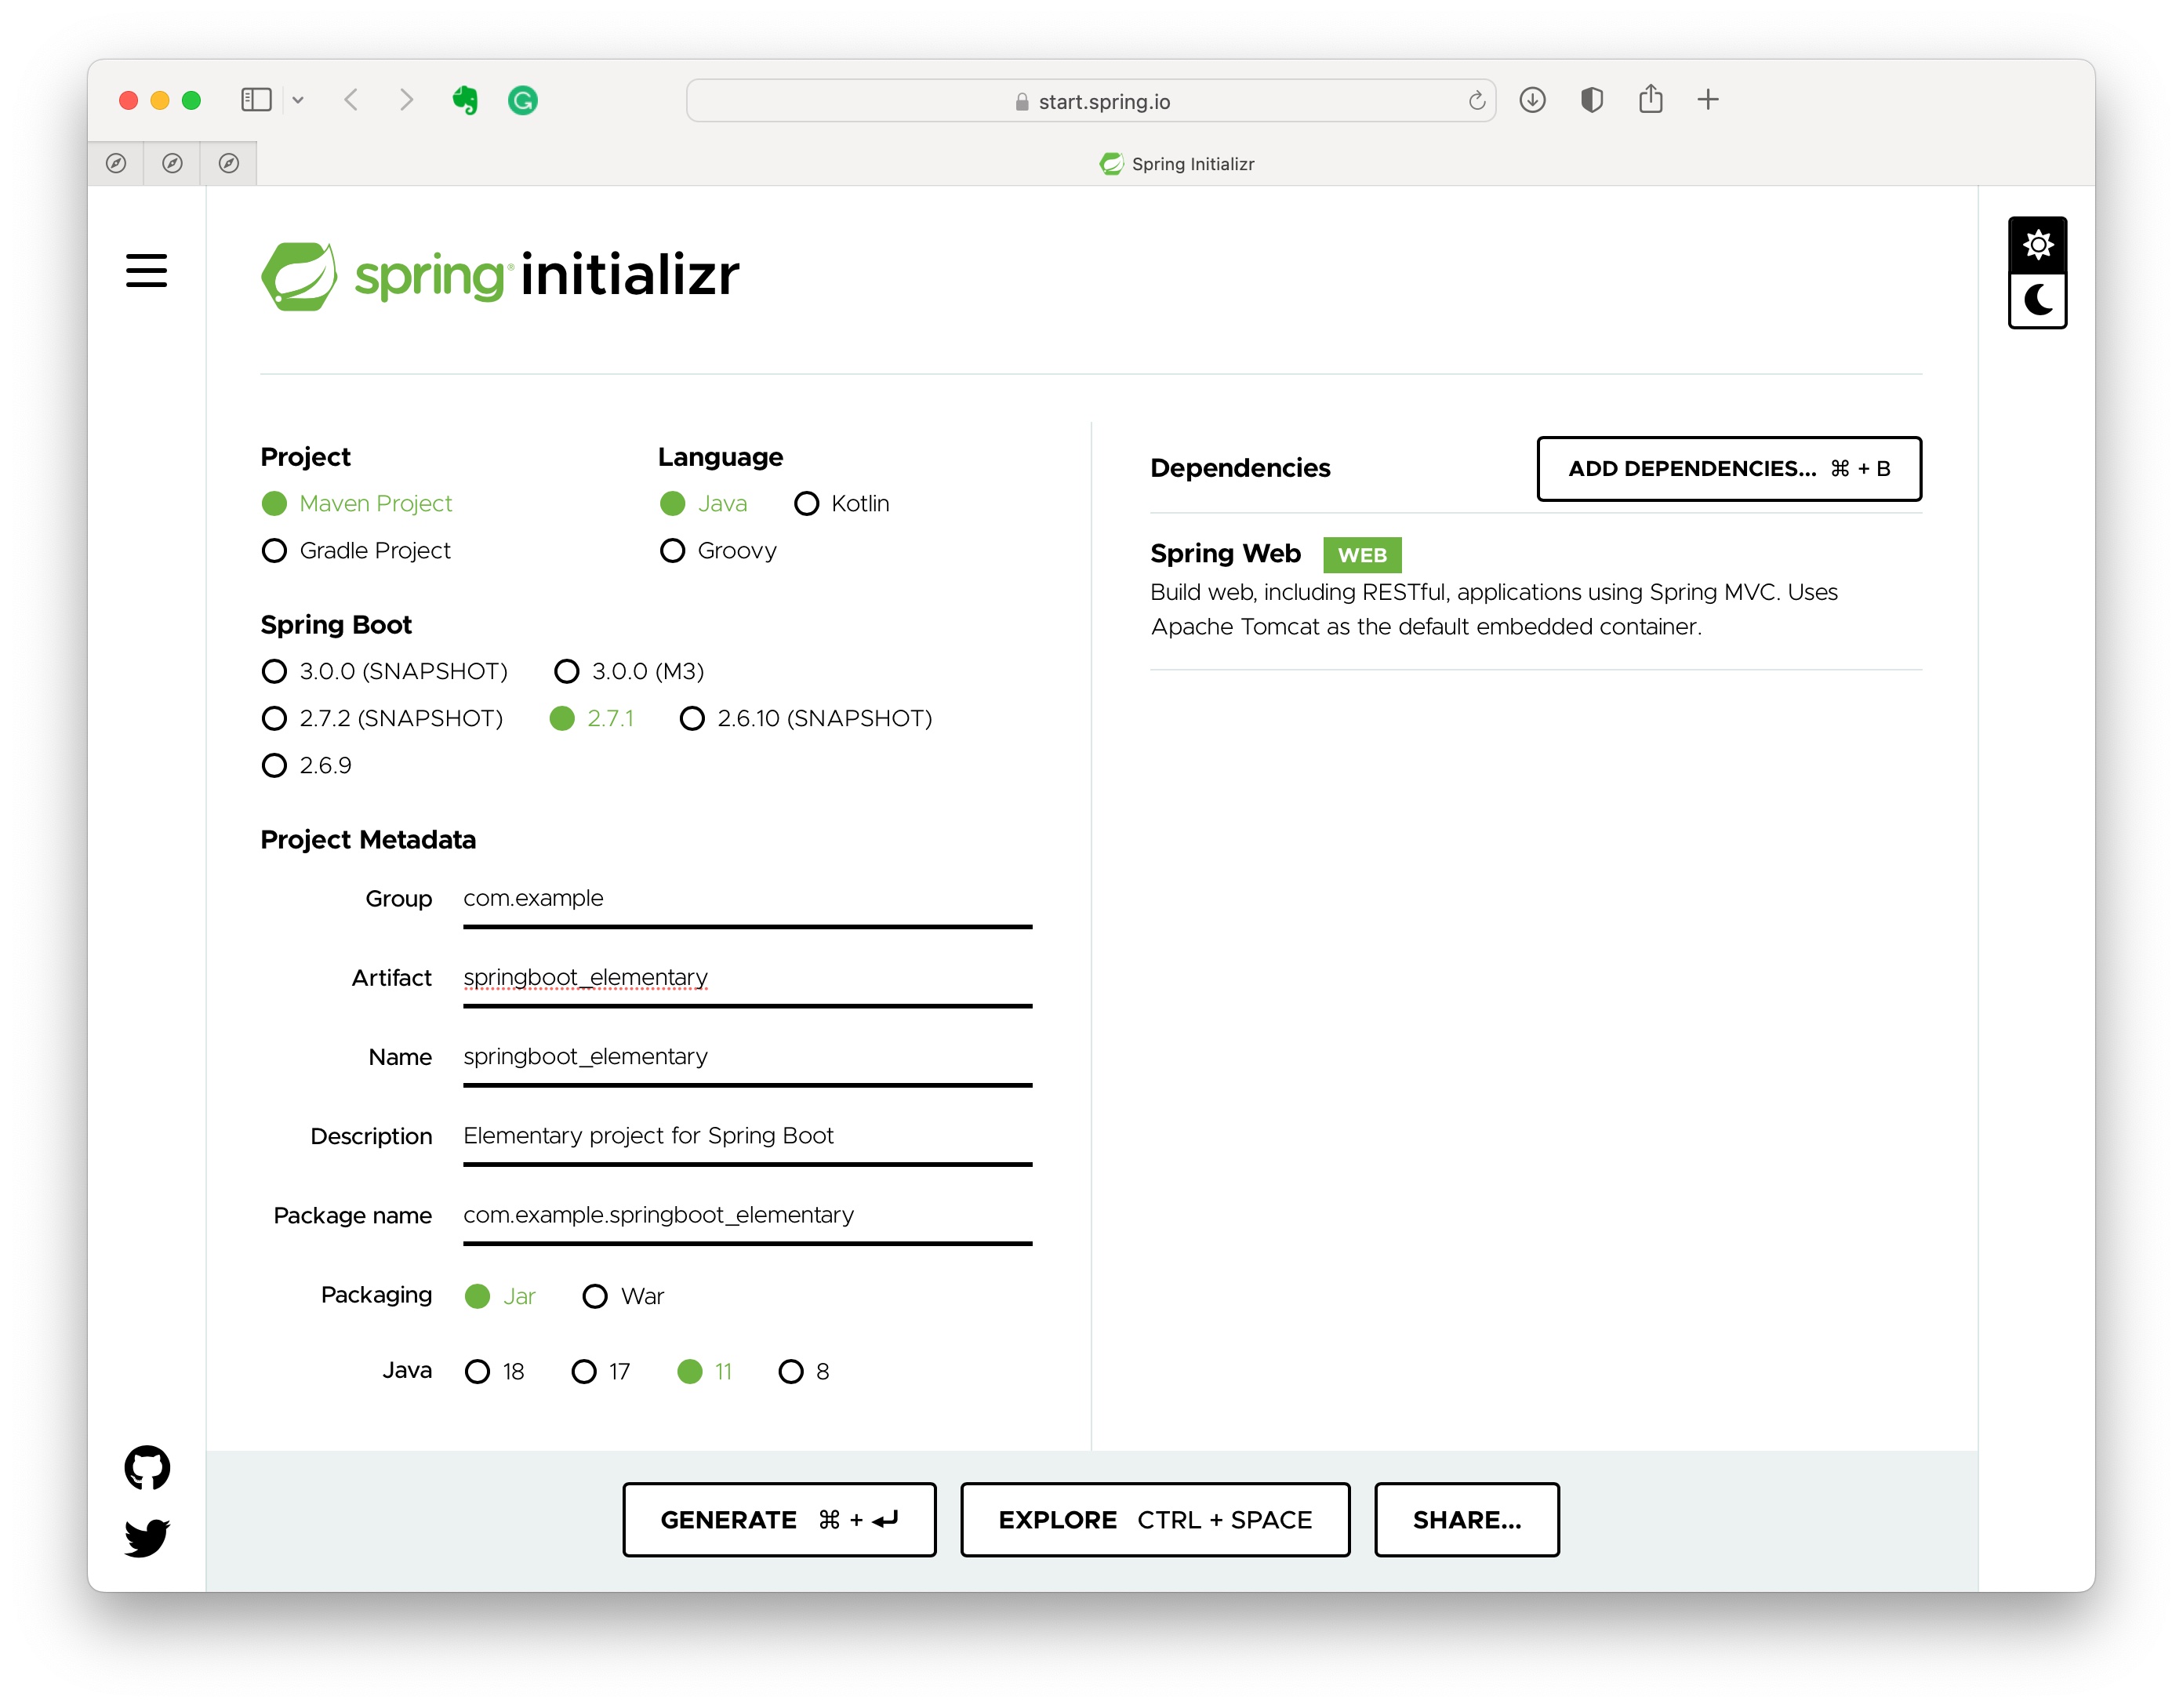 start.spring.io
Spring Initializr
spring® initializr
Project
Maven Project
Gradle Project
Language
Java Kotlin
Groovy
Spring Boot
3.0.0 (SNAPSHOT) 3.0.0 (M3)
2.7.2 (SNAPSHOT) 2.7.1 2.6.10 (SNAPSHOT)
2.6.9
Project Metadata
Group com.example
Artifact springboot_elementary
Name springboot_elementary
Description Elementary project for Spring Boot
Package name com.example.springboot_elementary
Packaging Jar War
Java 18 17 11 8
Dependencies ADD DEPENDENCIES... ⌘ + B
Spring Web WEB
Build web, including RESTful, applications using Spring MVC. Uses
Apache Tomcat as the default embedded container.
GENERATE ⌘ + ↵ EXPLORE CTRL + SPACE SHARE...